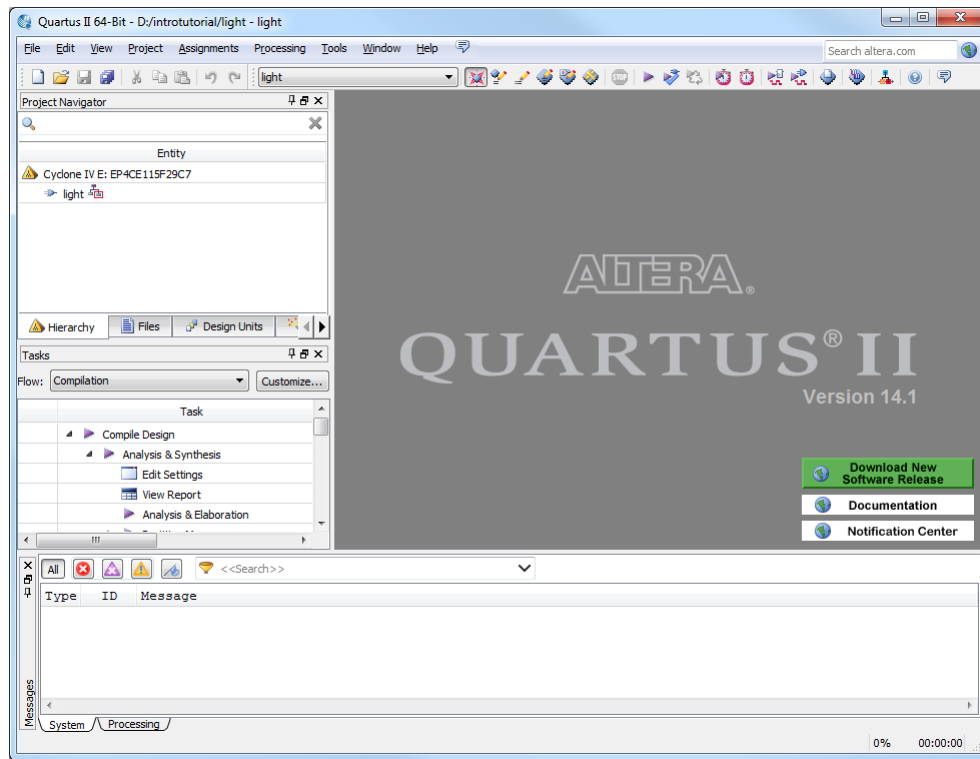 Quartus II 64-Bit - D:/introtutorial/light - light
File Edit View Project Assignments Processing Tools Window Help
Search altera.com
light
STOP
Project Navigator
Entity
Cyclone IV E: EP4CE115F29C7
light
Hierarchy Files Design Units
Tasks
Flow: Compilation Customize...
Task
Compile Design
Analysis & Synthesis
Edit Settings
View Report
Analysis & Elaboration
ALTERA®
QUARTUS® II
Version 14.1
Download New
Software Release
Documentation
Notification Center
All <<Search>>
Type ID Message
Messages
System Processing
0% 00:00:00